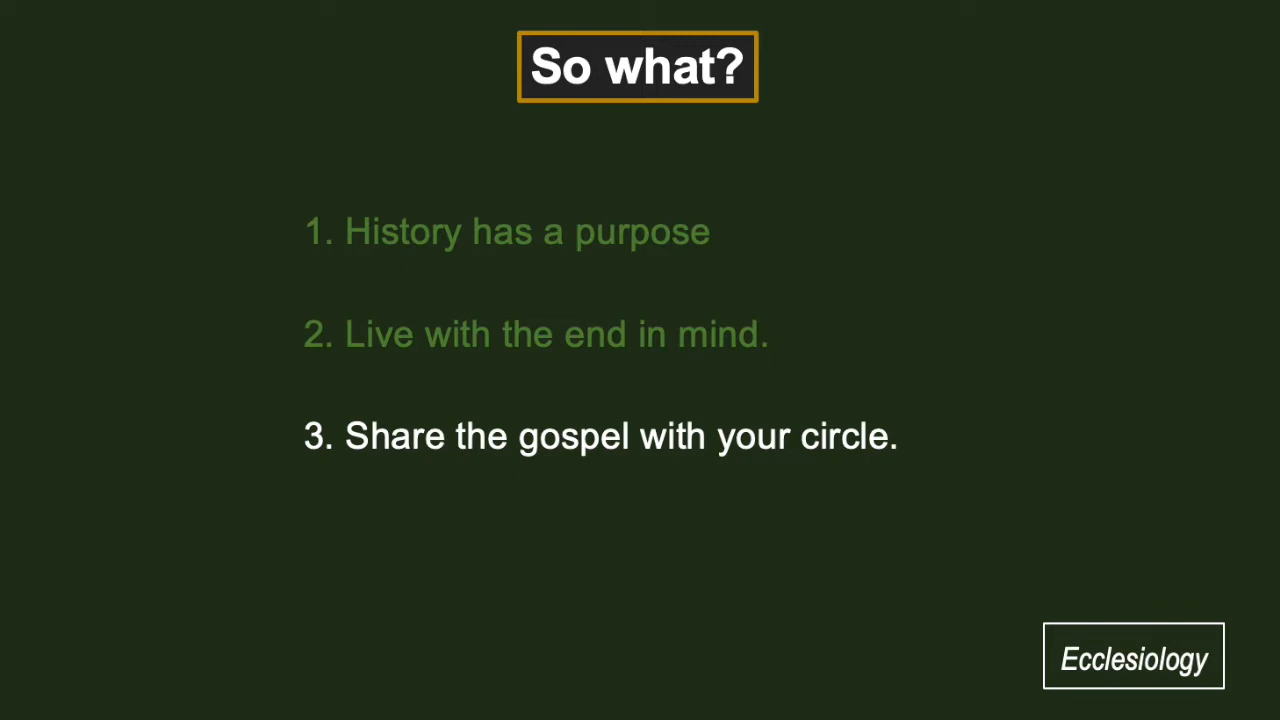 So what?
1. History has a purpose
2. Live with the end in mind.
3. Share the gospel with your circle.
Ecclesiology